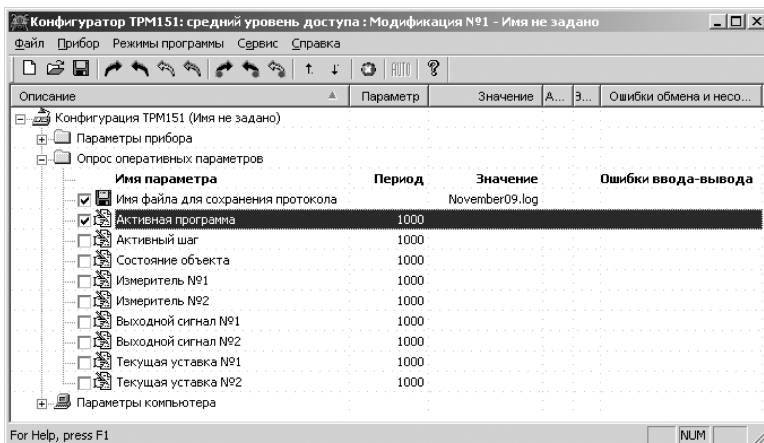 Конфигуратор ТРМ151: средний уровень доступа : Модификация №1 - Имя не задано
Файл Прибор Режимы программы Сервис Справка
AUTO
Описание Параметр Значение А... Э... Ошибки обмена и несо...
Конфигурация ТРМ151 (Имя не задано)
Параметры прибора
Опрос оперативных параметров
Имя параметра Период Значение Ошибки ввода-вывода
Имя файла для сохранения протокола November09.log
Активная программа 1000
Активный шаг 1000
Состояние объекта 1000
Измеритель №1 1000
Измеритель №2 1000
Выходной сигнал №1 1000
Выходной сигнал №2 1000
Текущая уставка №1 1000
Текущая уставка №2 1000
Параметры компьютера
For Help, press F1 NUM